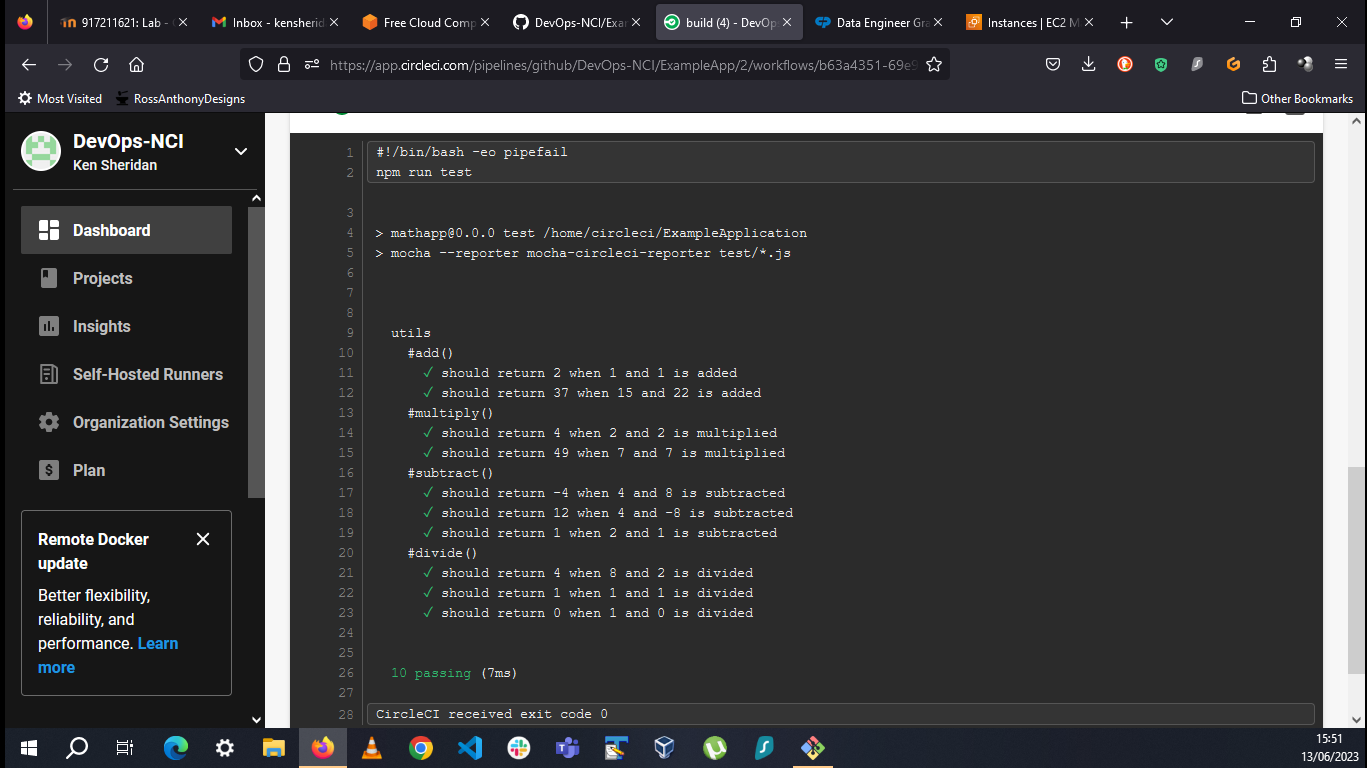 917211621: Lab - 
Inbox - kensherid
Free Cloud Comp
DevOps-NCI/Exar
build (4) - DevOp
Data Engineer Gra
Instances | EC2 M
https://app.circleci.com/pipelines/github/DevOps-NCI/ExampleApp/2/workflows/b63a4351-69e9
Most Visited
RossAnthonyDesigns
Other Bookmarks
DevOps-NCI
Ken Sheridan
Dashboard
Projects
Insights
Self-Hosted Runners
Organization Settings
Plan
Remote Docker
update
Better flexibility,
reliability, and
performance. Learn
more
1 #!/bin/bash -eo pipefail
2 npm run test
3
4 > mathapp@0.0.0 test /home/circleci/ExampleApplication
5 > mocha --reporter mocha-circleci-reporter test/*.js
6
7
8
9 utils
10 #add()
11 ✓ should return 2 when 1 and 1 is added
12 ✓ should return 37 when 15 and 22 is added
13 #multiply()
14 ✓ should return 4 when 2 and 2 is multiplied
15 ✓ should return 49 when 7 and 7 is multiplied
16 #subtract()
17 ✓ should return -4 when 4 and 8 is subtracted
18 ✓ should return 12 when 4 and -8 is subtracted
19 ✓ should return 1 when 2 and 1 is subtracted
20 #divide()
21 ✓ should return 4 when 8 and 2 is divided
22 ✓ should return 1 when 1 and 1 is divided
23 ✓ should return 0 when 1 and 0 is divided
24
25
26 10 passing (7ms)
27
28 CircleCI received exit code 0
15:51
13/06/2023